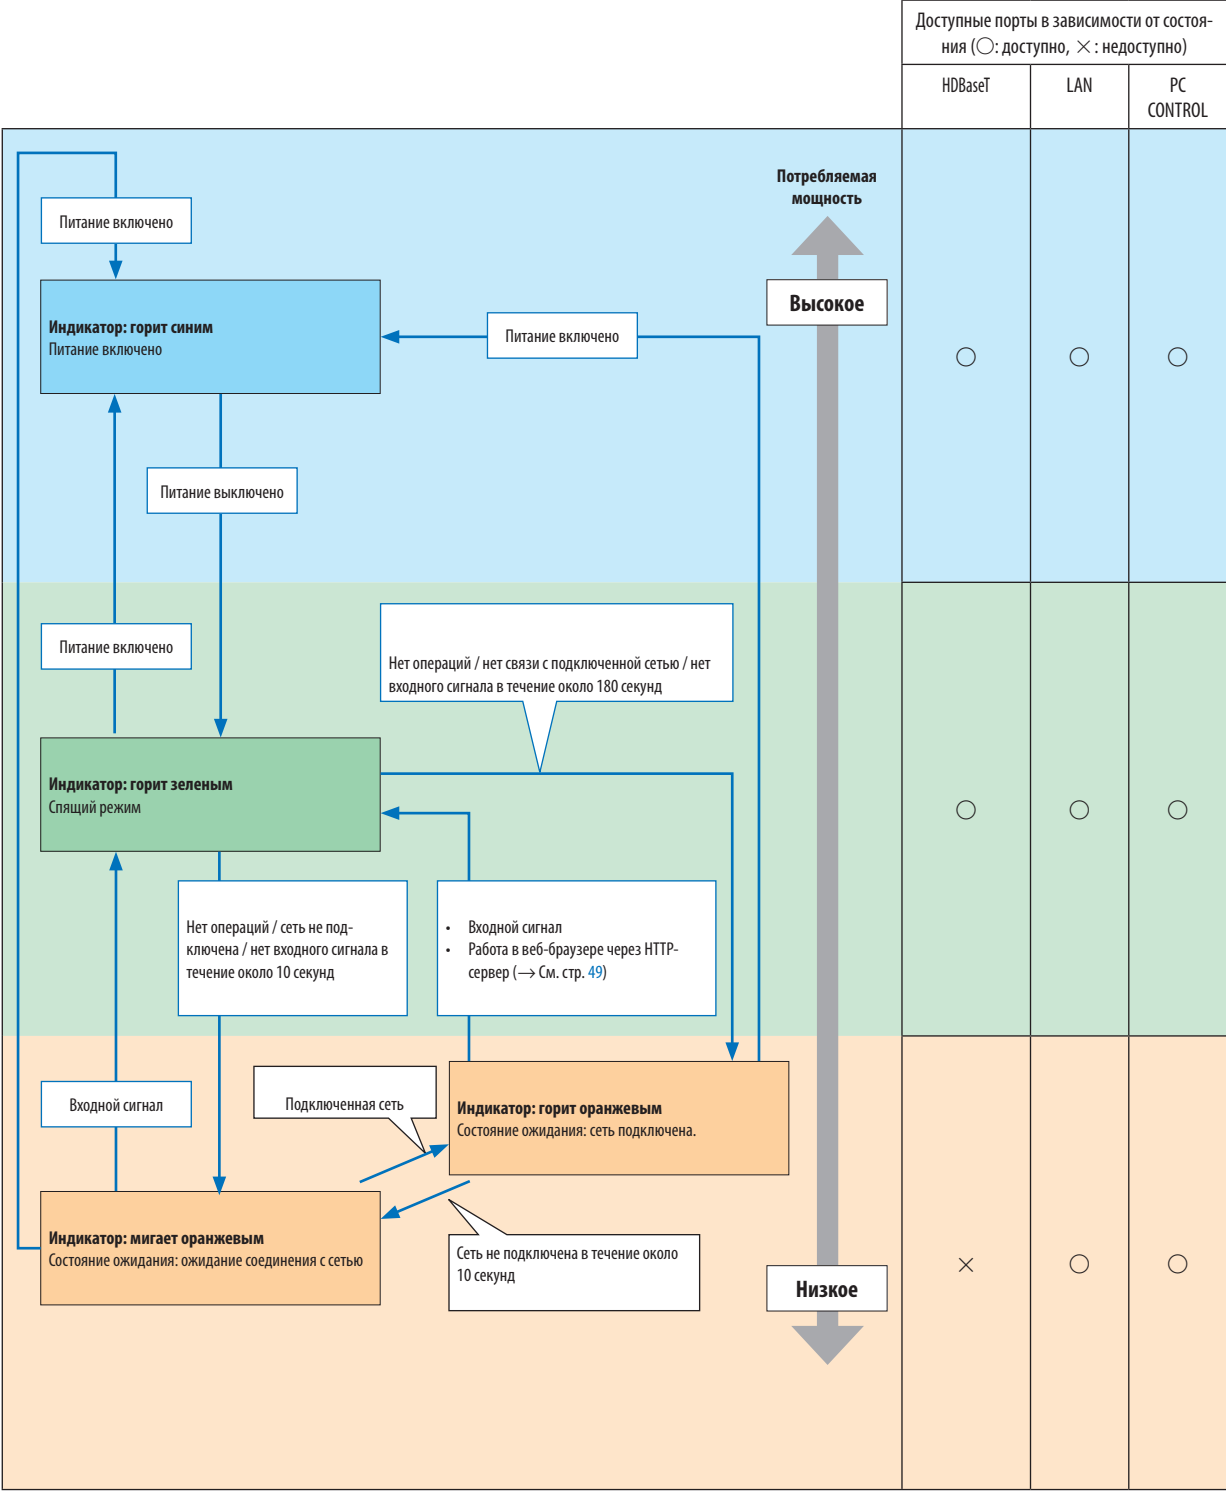 Доступные порты в зависимости от состоя-
ния (○: доступно, ×: недоступно)
HDBaseT
LAN
PC
CONTROL
Потребляемая
мощность
Питание включено
Высокое
Индикатор: горит синим
Питание включено
Питание включено
○ ○ ○
Питание выключено
Питание включено
Нет операций / нет связи с подключенной сетью / нет
входного сигнала в течение около 180 секунд
Индикатор: горит зеленым
Спящий режим
○ ○ ○
Нет операций / сеть не под-
ключена / нет входного сигнала в
течение около 10 секунд
• Входной сигнал
• Работа в веб-браузере через HTTP-
сервер (→ См. стр. 49)
Входной сигнал
Подключенная сеть
Индикатор: горит оранжевым
Состояние ожидания: сеть подключена.
Индикатор: мигает оранжевым
Состояние ожидания: ожидание соединения с сетью
Сеть не подключена в течение около
10 секунд
Низкое
× ○ ○